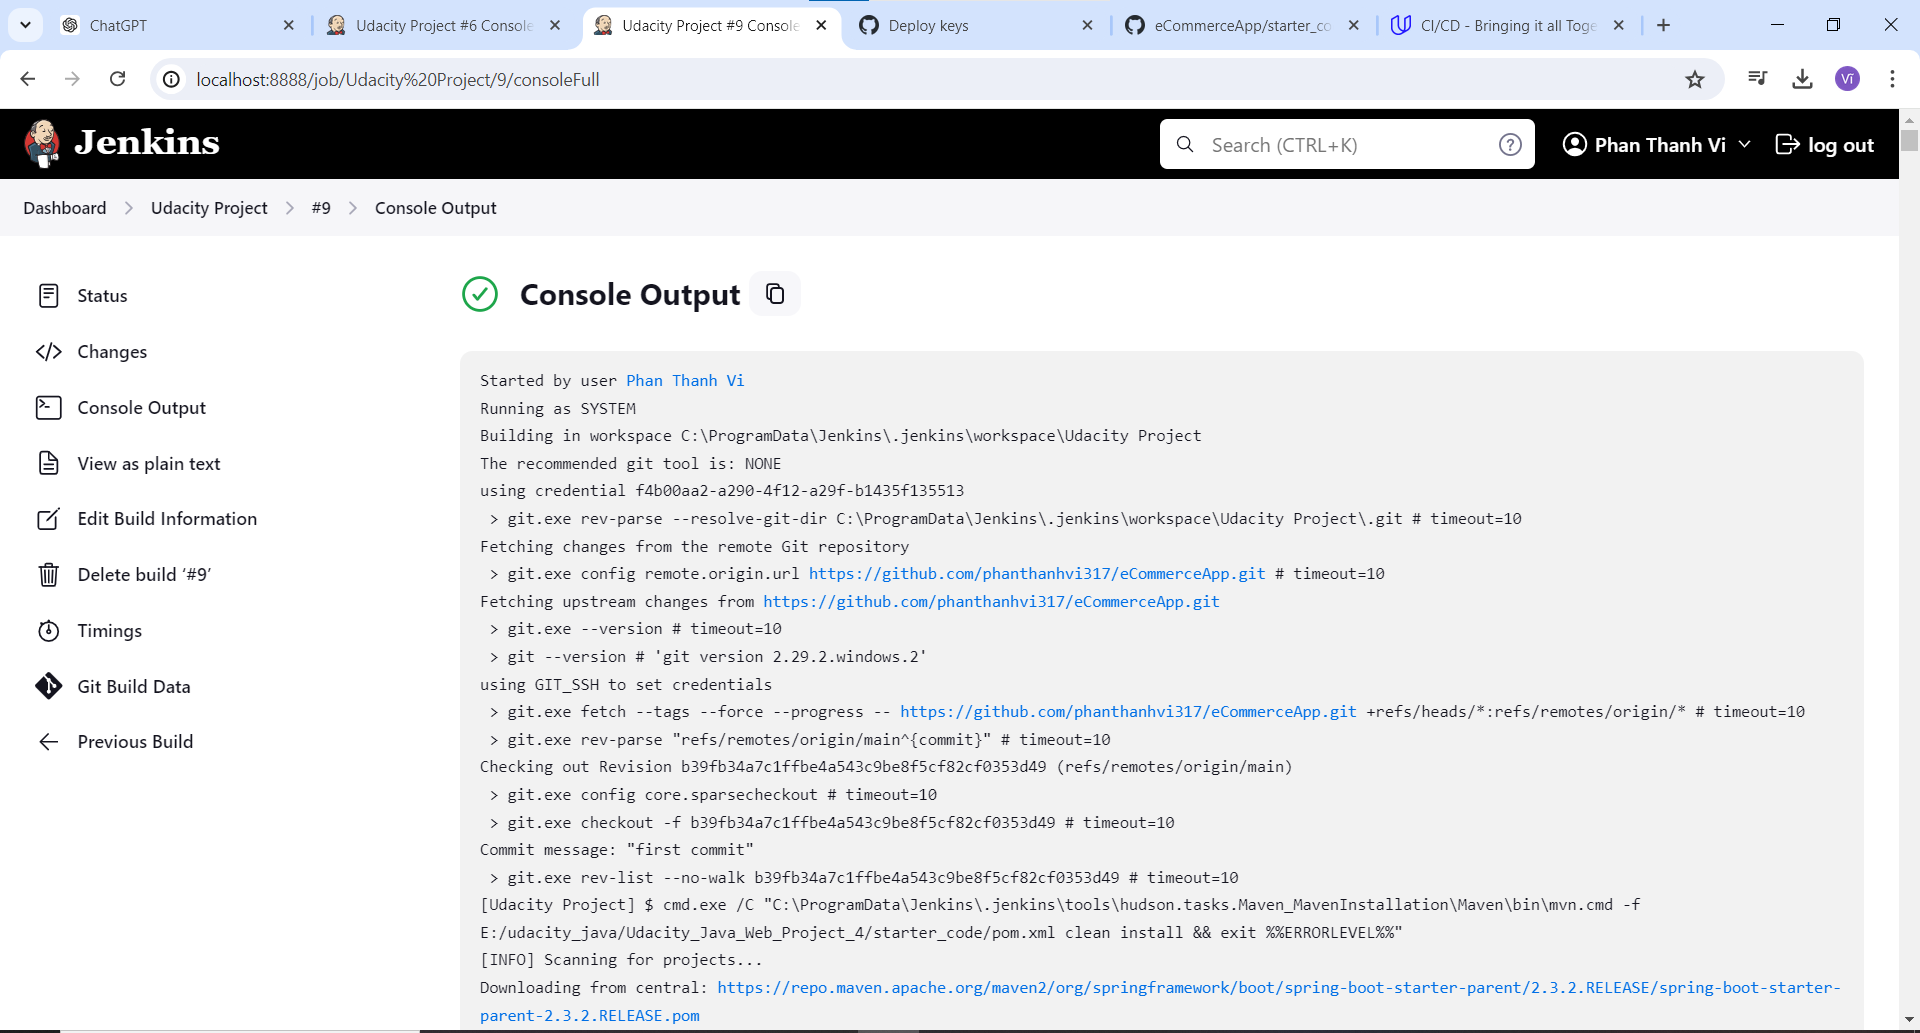 ChatGPT
Udacity Project #6 Console
Udacity Project #9 Console
Deploy keys
eCommerceApp/starter_co
CI/CD - Bringing it all Toge
localhost:8888/job/Udacity%20Project/9/consoleFull
VĨ
Jenkins
Search (CTRL+K)
Phan Thanh Vi
log out
Dashboard
Udacity Project
#9
Console Output
Status
Changes
Console Output
View as plain text
Edit Build Information
Delete build ‘#9’
Timings
Git Build Data
Previous Build
Console Output
Started by user Phan Thanh Vi
Running as SYSTEM
Building in workspace C:\ProgramData\Jenkins\.jenkins\workspace\Udacity Project
The recommended git tool is: NONE
using credential f4b00aa2-a290-4f12-a29f-b1435f135513
> git.exe rev-parse --resolve-git-dir C:\ProgramData\Jenkins\.jenkins\workspace\Udacity Project\.git # timeout=10
Fetching changes from the remote Git repository
> git.exe config remote.origin.url https://github.com/phanthanhvi317/eCommerceApp.git # timeout=10
Fetching upstream changes from https://github.com/phanthanhvi317/eCommerceApp.git
> git.exe --version # timeout=10
> git --version # 'git version 2.29.2.windows.2'
using GIT_SSH to set credentials
> git.exe fetch --tags --force --progress -- https://github.com/phanthanhvi317/eCommerceApp.git +refs/heads/*:refs/remotes/origin/* # timeout=10
> git.exe rev-parse "refs/remotes/origin/main^{commit}" # timeout=10
Checking out Revision b39fb34a7c1ffbe4a543c9be8f5cf82cf0353d49 (refs/remotes/origin/main)
> git.exe config core.sparsecheckout # timeout=10
> git.exe checkout -f b39fb34a7c1ffbe4a543c9be8f5cf82cf0353d49 # timeout=10
Commit message: "first commit"
> git.exe rev-list --no-walk b39fb34a7c1ffbe4a543c9be8f5cf82cf0353d49 # timeout=10
[Udacity Project] $ cmd.exe /C "C:\ProgramData\Jenkins\.jenkins\tools\hudson.tasks.Maven_MavenInstallation\Maven\bin\mvn.cmd -f
E:/udacity_java/Udacity_Java_Web_Project_4/starter_code/pom.xml clean install && exit %%ERRORLEVEL%%"
[INFO] Scanning for projects...
Downloading from central: https://repo.maven.apache.org/maven2/org/springframework/boot/spring-boot-starter-parent/2.3.2.RELEASE/spring-boot-starter-
parent-2.3.2.RELEASE.pom